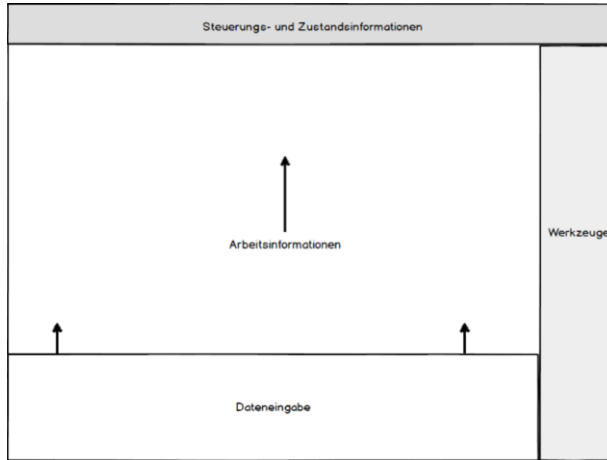 Steuerungs- und Zustandsinformationen
Arbeitsinformationen
Werkzeuge
Dateneingabe